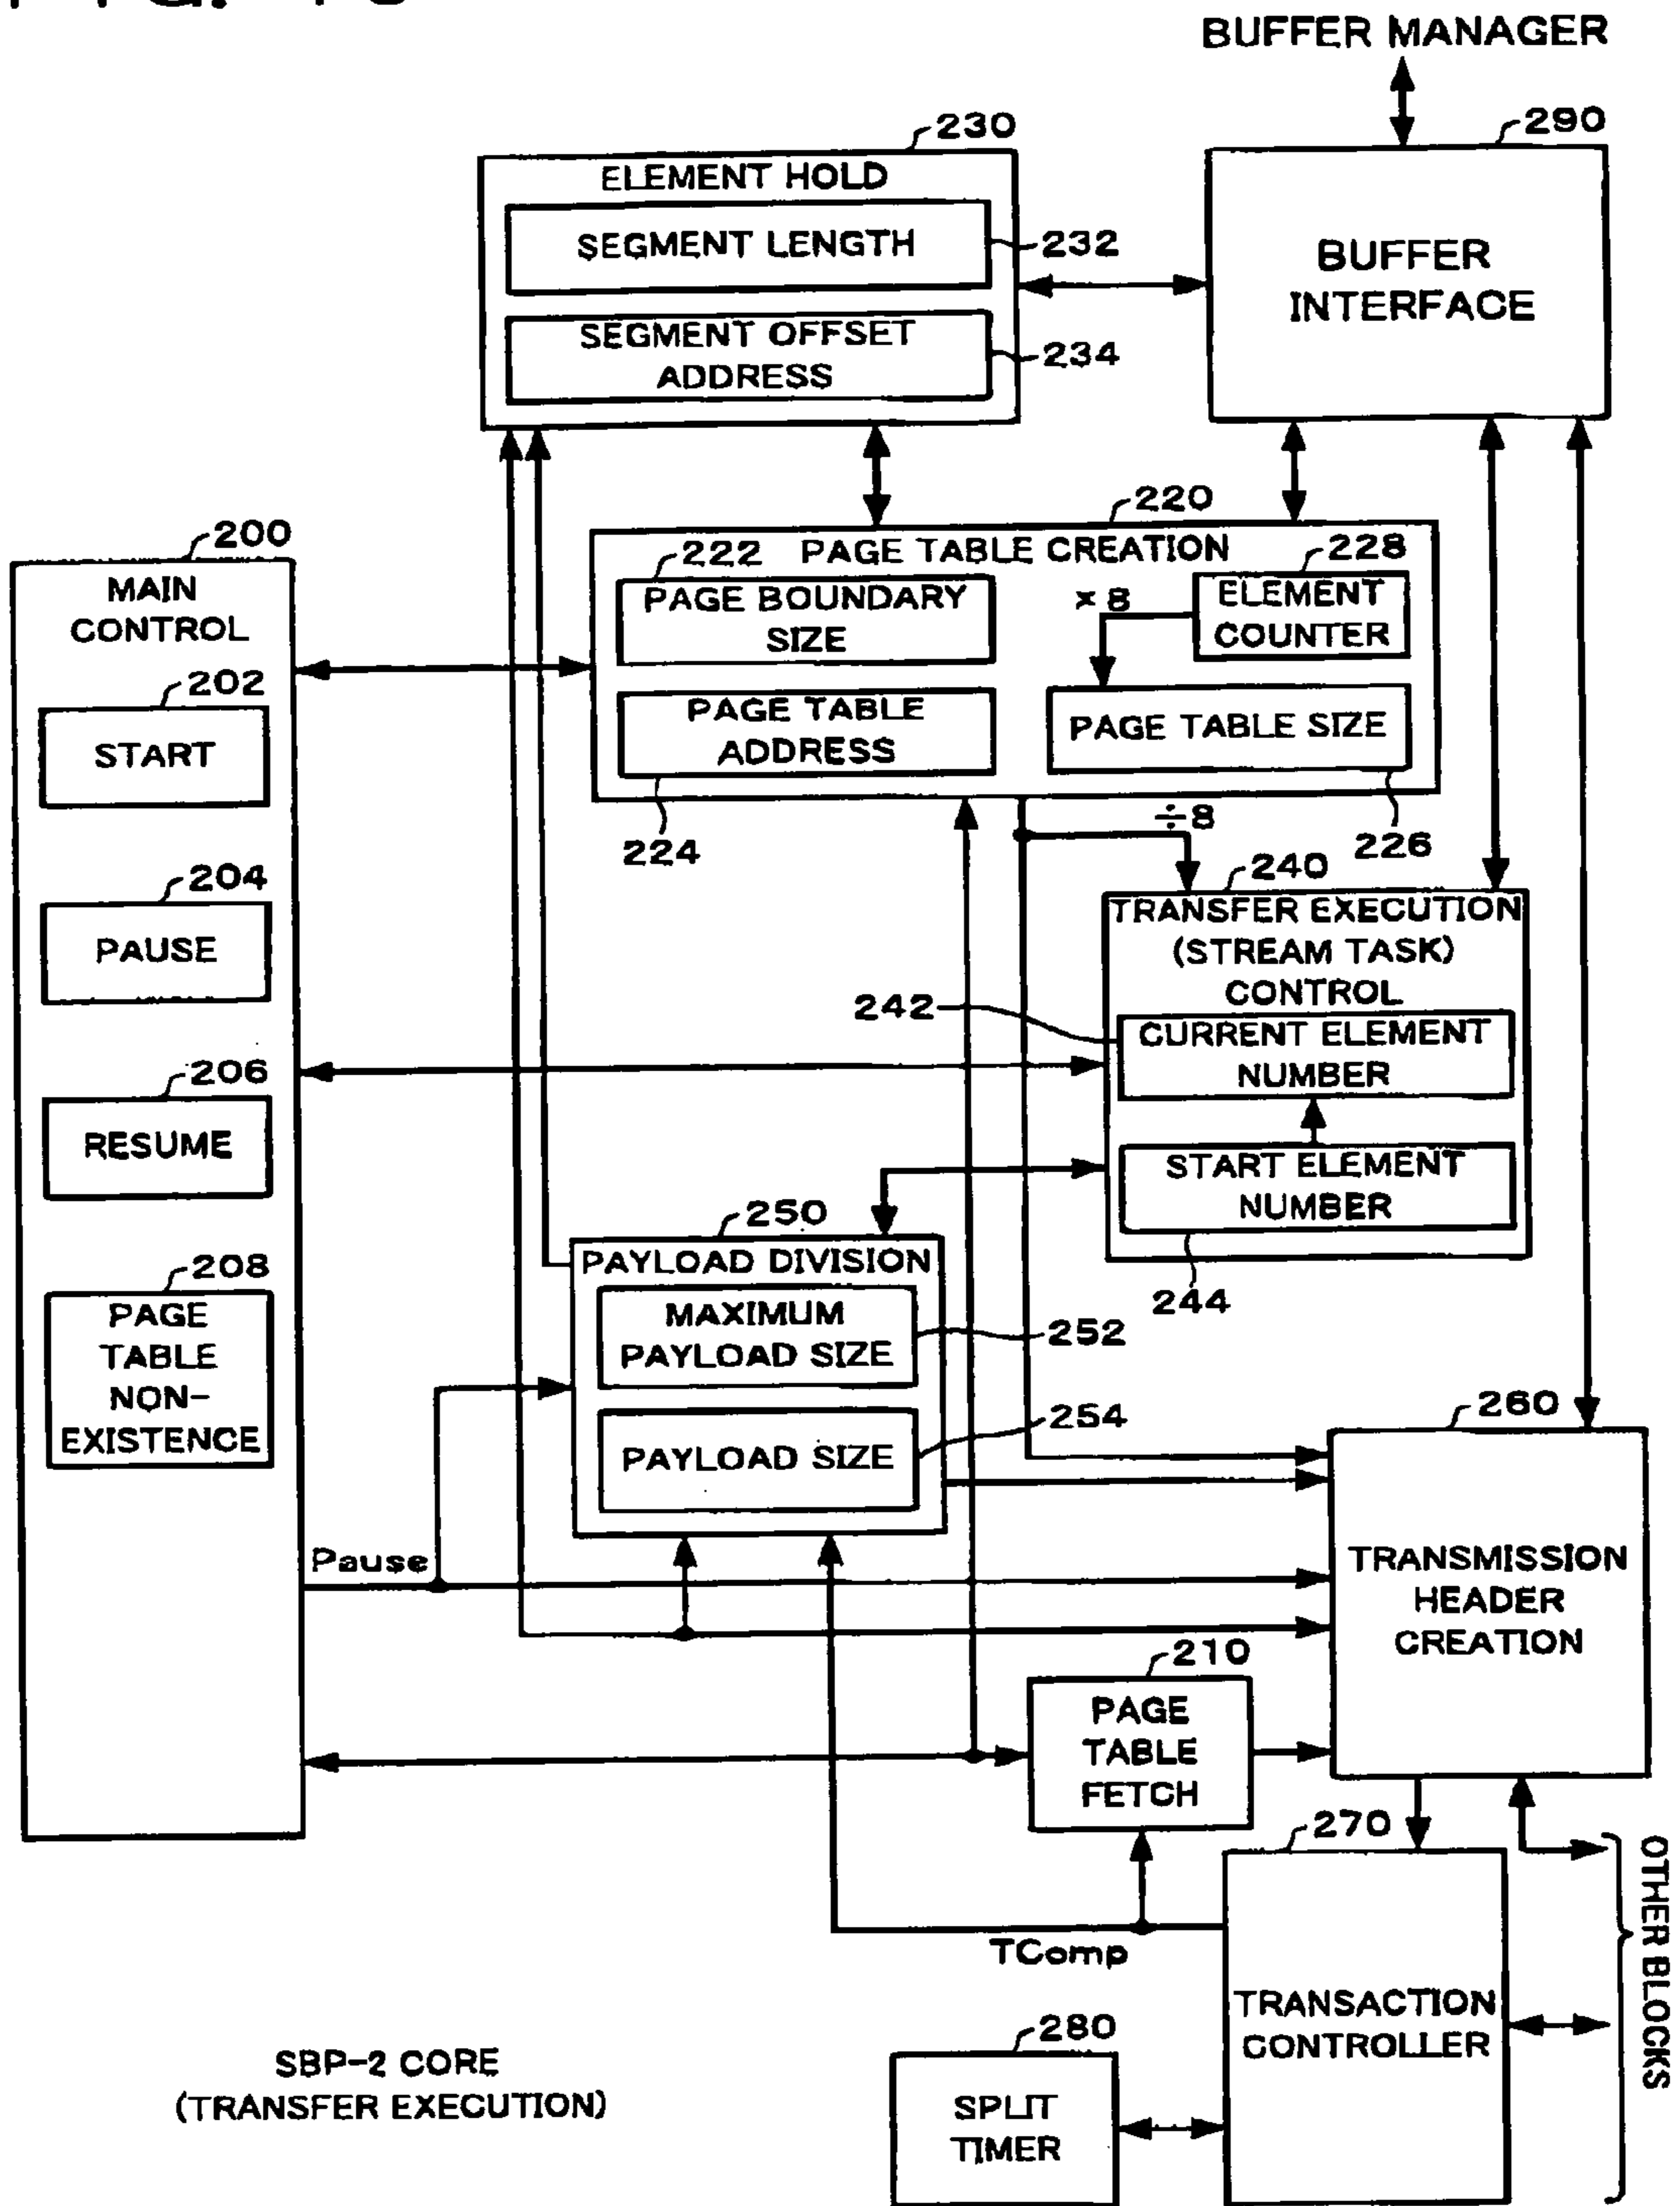 BUFFER MANAGER
230
290
ELEMENT HOLD
SEGMENT LENGTH
232
SEGMENT OFFSET
ADDRESS
234
BUFFER
INTERFACE
200
MAIN
CONTROL
202
START
204
PAUSE
206
RESUME
208
PAGE
TABLE
NON-
EXISTENCE
220
222
PAGE TABLE CREATION
228
PAGE BOUNDARY
SIZE
×8
ELEMENT
COUNTER
PAGE TABLE
ADDRESS
PAGE TABLE SIZE
224
÷8
226
240
TRANSFER EXECUTION
(STREAM TASK)
CONTROL
242
CURRENT ELEMENT
NUMBER
START ELEMENT
NUMBER
244
250
PAYLOAD DIVISION
MAXIMUM
PAYLOAD SIZE
252
PAYLOAD SIZE
254
260
Pause
TRANSMISSION
HEADER
CREATION
210
PAGE
TABLE
FETCH
270
TComp
TRANSACTION
CONTROLLER
OTHER BLOCKS
280
SPLIT
TIMER
SBP-2 CORE
(TRANSFER EXECUTION)